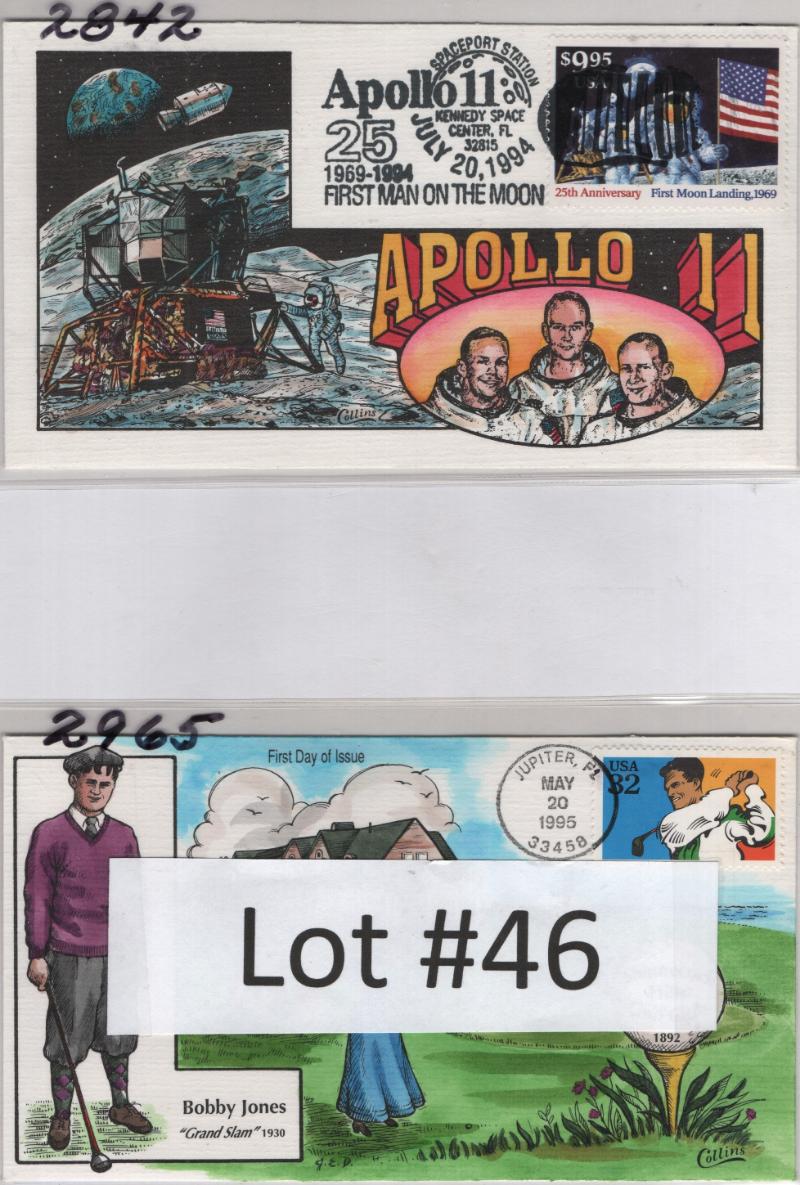 2842
SPACEPORT STATION
Apollo 11:
KENNEDY SPACE
CENTER, FL
32815
JULY 20, 1994
25
1969-1994
FIRST MAN ON THE MOON
$9.95
USA
25th Anniversary First Moon Landing, 1969
APOLLO 11
Collins
2965
First Day of Issue
JUPITER, FL
MAY
20
1995
33458
USA
32
Lot #46
1892
Bobby Jones
"Grand Slam" 1930
J.E.D.
Collins